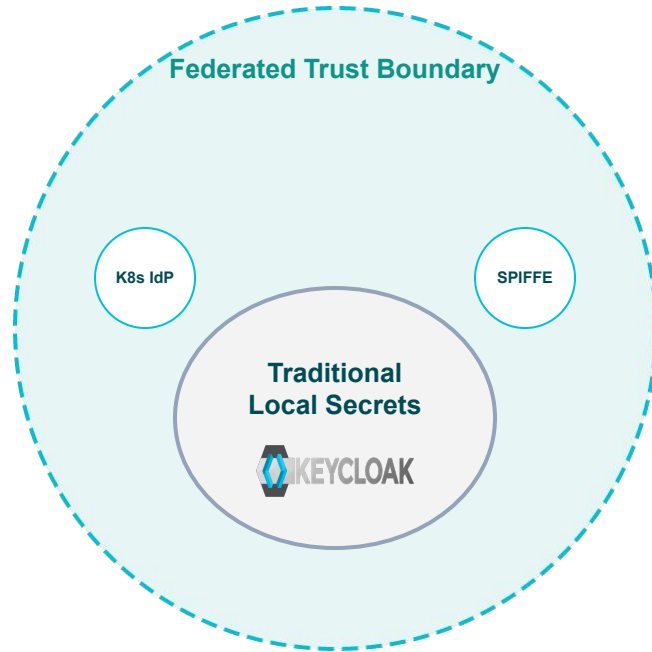 Federated Trust Boundary
K8s IdP
SPIFFE
Traditional
Local Secrets
KEYCLOAK